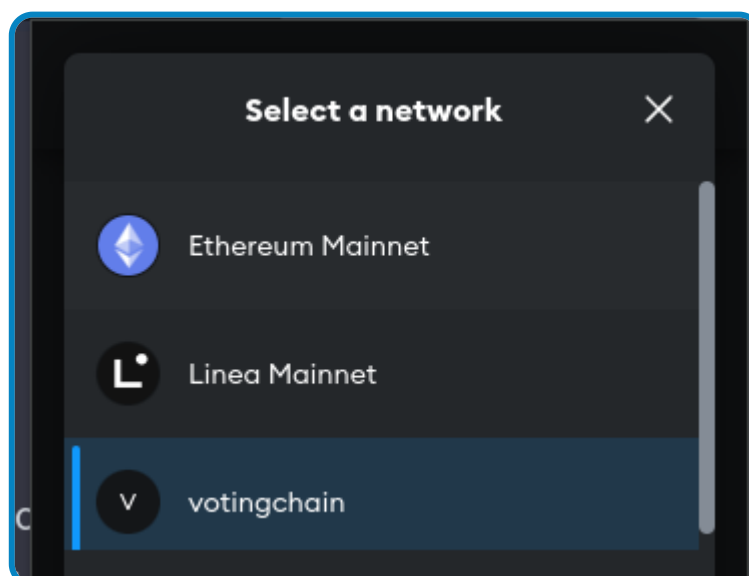 Select a network
Ethereum Mainnet
Linea Mainnet
V
votingchain